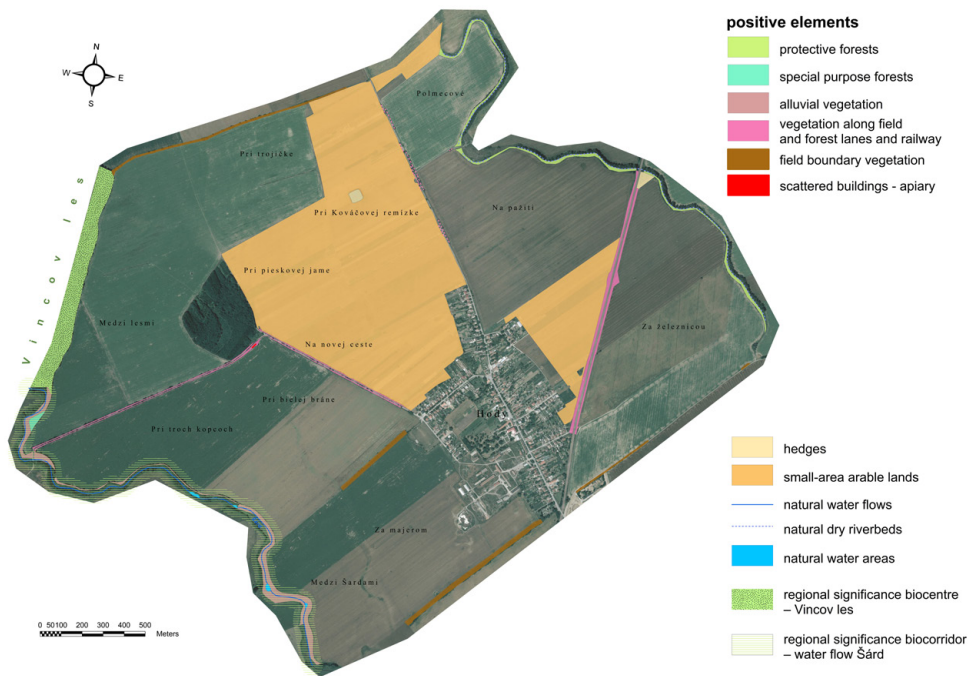 positive elements
protective forests
special purpose forests
alluvial vegetation
vegetation along field
and forest lanes and railway
field boundary vegetation
scattered buildings - apiary
N
W E
S
Polmecové
Pri trojičke
Na pažiti
Pri Kováčovej remízke
Pri pieskovej jame
Vincov les
Medzi lesmi
Za železnicou
Na novej ceste
Pri bielej bráne
Hody
Pri troch kopcoch
Za majerom
Medzi Šardami
hedges
small-area arable lands
natural water flows
natural dry riverbeds
natural water areas
regional significance biocentre
– Vincov les
regional significance biocorridor
– water flow Šárd
0 50100 200 300 400 500
Meters